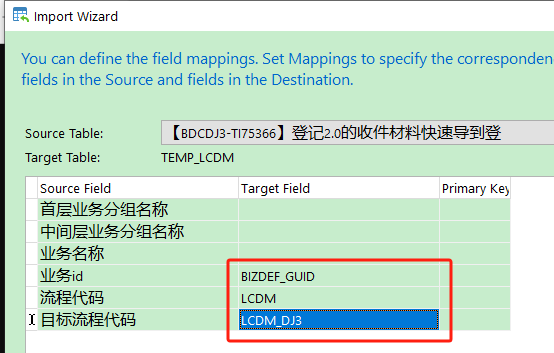 Import Wizard
You can define the field mappings. Set Mappings to specify the corresponden
fields in the Source and fields in the Destination.
Source Table: 【BDCDJ3-TI75366】登记2.0的收件材料快速导到登
Target Table: TEMP_LCDM
Source Field Target Field Primary Key
首层业务分组名称
中间层业务分组名称
业务名称
业务id BIZDEF_GUID
流程代码 LCDM
目标流程代码 LCDM_DJ3